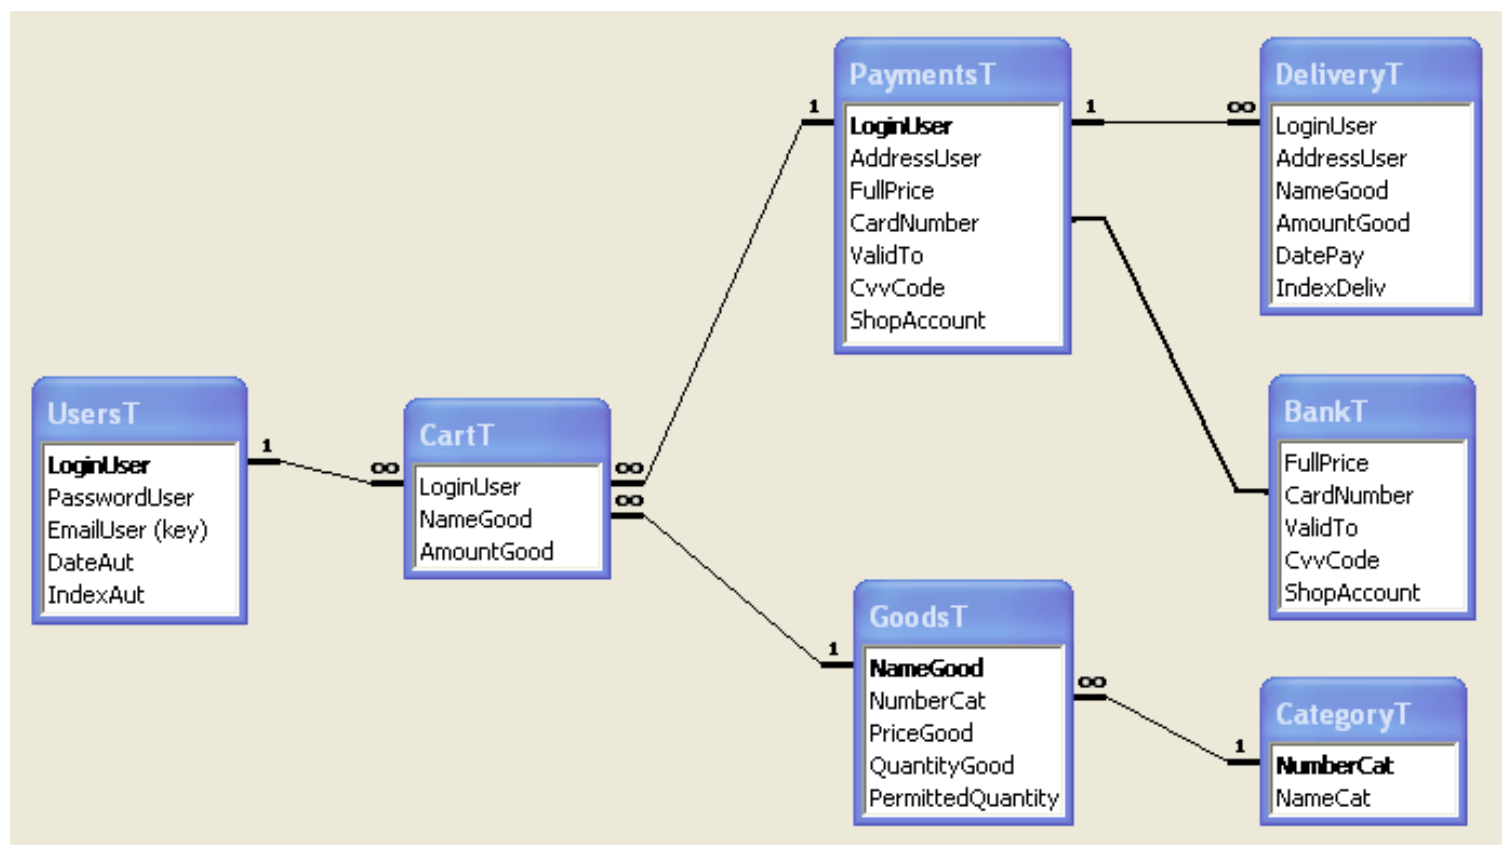 PaymentsT
LoginUser
AddressUser
FullPrice
CardNumber
ValidTo
CvvCode
ShopAccount
1
1
∞
DeliveryT
LoginUser
AddressUser
NameGood
AmountGood
DatePay
IndexDeliv
UsersT
LoginUser
PasswordUser
EmailUser (key)
DateAut
IndexAut
1
∞
CartT
LoginUser
NameGood
AmountGood
∞
∞
BankT
FullPrice
CardNumber
ValidTo
CvvCode
ShopAccount
1
GoodsT
NameGood
NumberCat
PriceGood
QuantityGood
PermittedQuantity
∞
1
CategoryT
NumberCat
NameCat